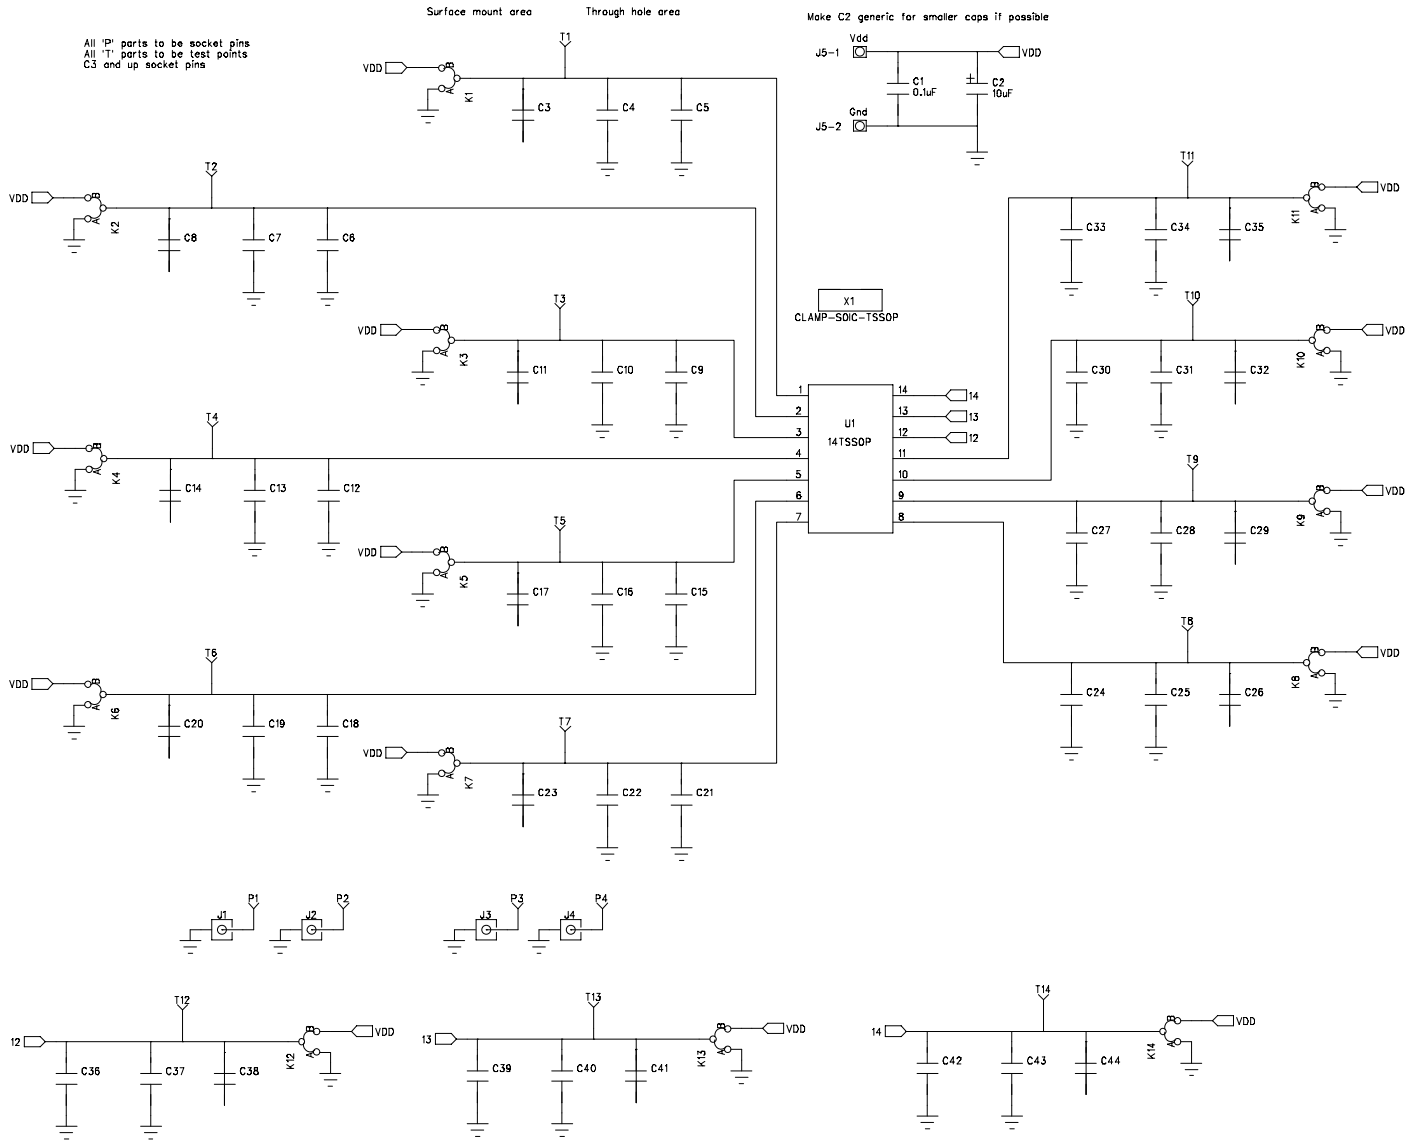 Surface mount area
Through hole area
Make C2 generic for smaller caps if possible
All 'P' parts to be socket pins
All 'T' parts to be test points
C3 and up socket pins
VDD B A K1 T1 C3 C4 C5
J5-1 Vdd VDD
C1 0.1uF
+ C2 10uF
J5-2 Gnd
VDD B A K2 T2 C8 C7 C6
T11 C33 C34 C35 K11 B A VDD
X1
CLAMP-SOIC-TSSOP
VDD B A K3 T3 C11 C10 C9
T10 C30 C31 C32 K10 B A VDD
U1
14TSSOP
1 14 14
2 13 13
3 12 12
4 11
5 10
6 9
7 8
VDD B A K4 T4 C14 C13 C12
T9 C27 C28 C29 K9 B A VDD
VDD B A K5 T5 C17 C16 C15
T8 C24 C25 C26 K8 B A VDD
VDD B A K6 T6 C20 C19 C18
VDD B A K7 T7 C23 C22 C21
J1 P1
J2 P2
J3 P3
J4 P4
12 T12 C36 C37 C38 K12 B A VDD
13 T13 C39 C40 C41 K13 B A VDD
14 T14 C42 C43 C44 K14 B A VDD